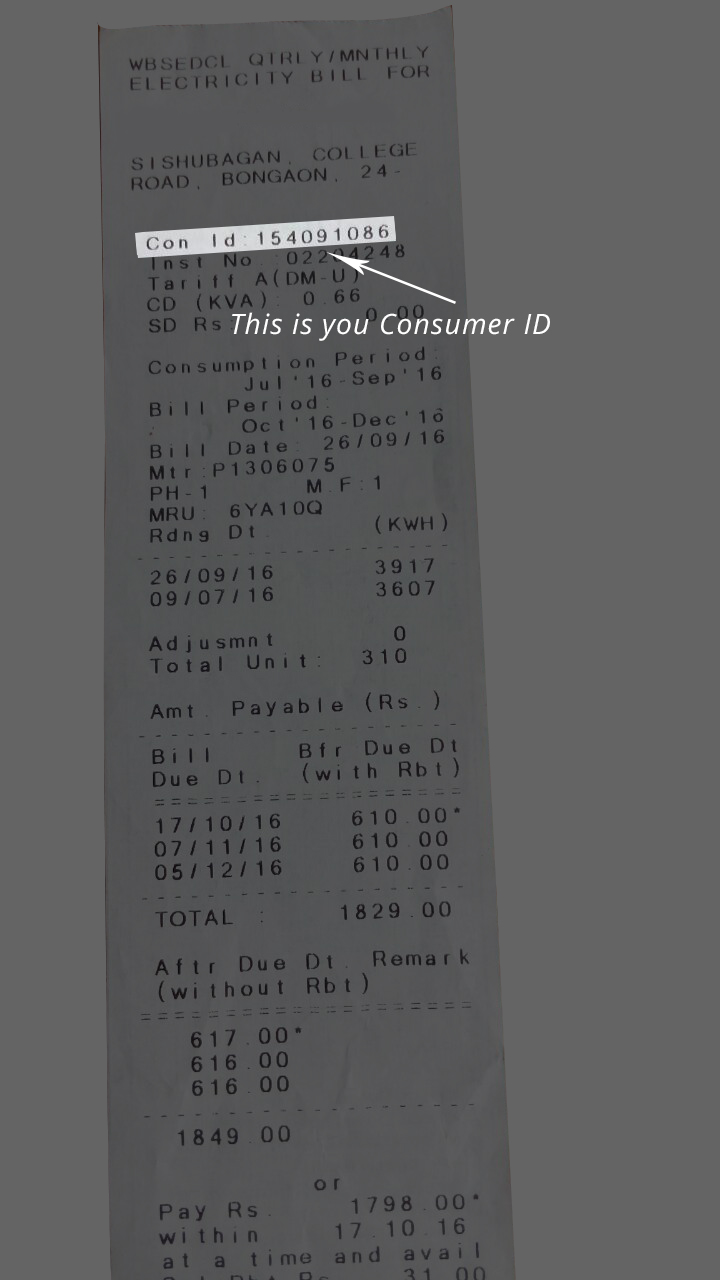 WBSEDCL QTRLY/MNTHLY
ELECTRICITY BILL FOR
SISHUBAGAN, COLLEGE
ROAD, BONGAON, 24-
Con Id:154091086
Inst No :02204248
Tariff A(DM-U)
CD (KVA): 0.66
SD Rs 0.00
This is you Consumer ID
Consumption Period:
Jul'16-Sep'16
Bill Period:
: Oct'16-Dec'16
Bill Date: 26/09/16
Mtr:P1306075
PH-1 M.F:1
MRU: 6YA10Q
Rdng Dt. (KWH)
26/09/16 3917
09/07/16 3607
Adjusmnt 0
Total Unit: 310
Amt. Payable (Rs.)
Bill Bfr Due Dt
Due Dt. (with Rbt)
17/10/16 610.00*
07/11/16 610.00
05/12/16 610.00
TOTAL : 1829.00
Aftr Due Dt. Remark
(without Rbt)
617.00*
616.00
616.00
1849.00
or
Pay Rs. 1798.00*
within 17.10.16
at a time and avail
31.00